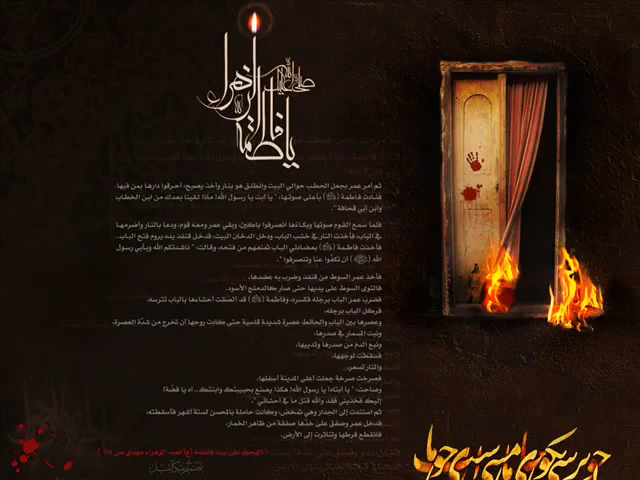 يا فاطمة الزهراء
ثم أمر عمر بجعل الحطب حوالي البيت وانطلق هو بنار وأخذ يصيح: أحرقوا دارها بمن فيها.
فنادت فاطمة بأعلى صوتها: " يا أبت يا رسول الله! ماذا لقينا بعدك من ابن الخطاب
وابن أبي قحافة ".
فلما سمع القوم صوتها وبكاءها انصرفوا باكين، وبقي عمر ومعه قوم، ودعا بالنار وأضرمها
في الباب، فأخذت النار في خشب الباب، ودخل الدخان البيت، فدخل قنفذ يده يروم فتح الباب..
فأخذت فاطمة بعضادتي الباب تمنعهم من فتحه، وقالت: " ناشدتكم الله وبأبي رسول
الله أن تكفوا عنا وتنصرفوا ".
فأخذ عمر السوط من قنفذ وضرب به عضدها،
فالتوى السوط على يديها حتى صار كالدملج الأسود.
فضرب عمر الباب برجله فكسره، وفاطمة قد الصقت أحشاءها بالباب تترسه،
فركل الباب برجله،
وعصرها بين الباب والحائط عصرة شديدة قاسية حتى كادت روحها أن تخرج من شدة العصرة،
ونبت المسمار في صدرها،
ونبع الدم من صدرها وثدييها،
فسقطت لوجهها،
والنار تسعر،
فصرخت صرخة جعلت أعلى المدينة أسفلها،
وصاحت: " يا أبتاه! يا رسول الله! هكذا يصنع بحبيبتك وابنتك.. آه يا فضة!
إليك فخذيني فقد والله قتل ما في أحشائي ".
ثم استندت إلى الجدار وهي تمخض، وكانت حاملة بالمحسن لستة أشهر فأسقطته،
فدخل عمر وصفق على خدها صفقة من ظاهر الخمار،
فانقطع قرطها وتناثرت إلى الأرض.